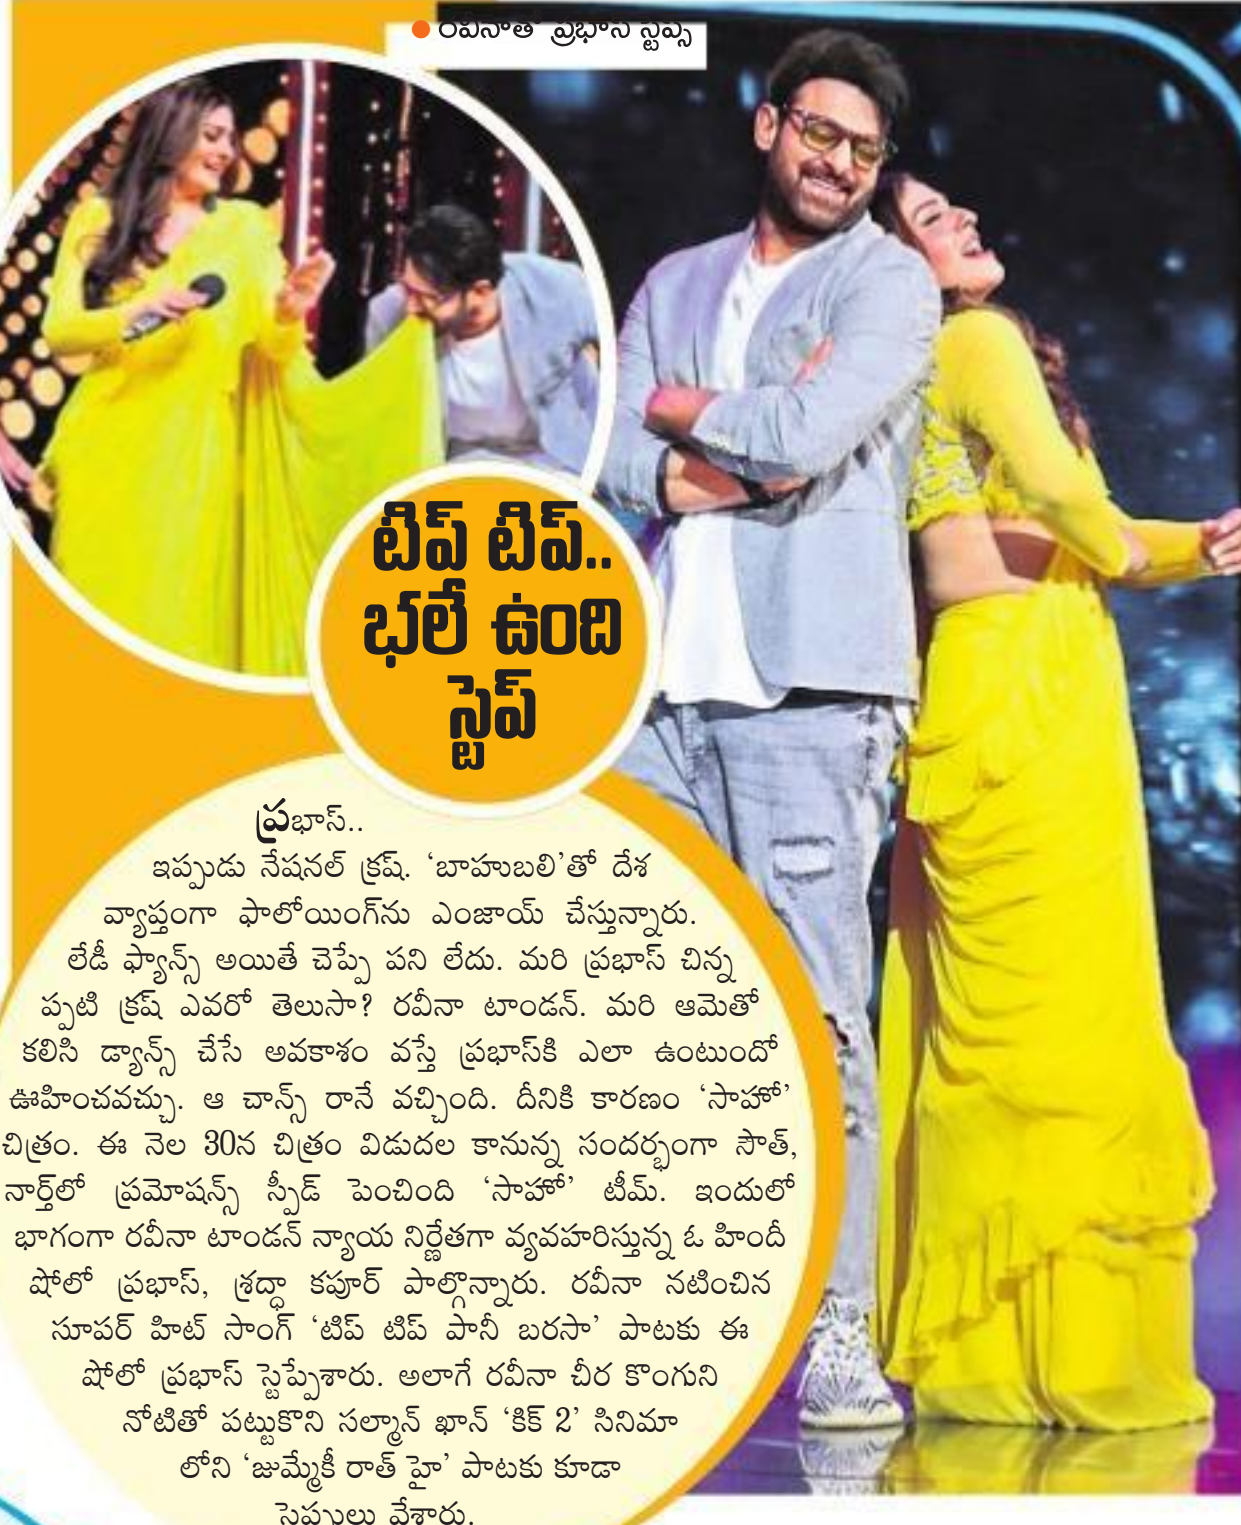 రవీనాతో ప్రభాస్ స్టెప్స్
టిప్ టిప్..
భలే ఉంది
స్టెప్
ప్రభాస్..
ఇప్పుడు నేషనల్ క్రష్. ‘బాహుబలి’తో దేశ
వ్యాప్తంగా ఫాలోయింగ్‌ను ఎంజాయ్ చేస్తున్నారు.
లేడీ ఫ్యాన్స్ అయితే చెప్పే పని లేదు. మరి ప్రభాస్ చిన్న
ప్పటి క్రష్ ఎవరో తెలుసా? రవీనా టాండన్. మరి ఆమెతో
కలిసి డ్యాన్స్ చేసే అవకాశం వస్తే ప్రభాస్‌కి ఎలా ఉంటుందో
ఊహించవచ్చు. ఆ చాన్స్ రానే వచ్చింది. దీనికి కారణం ‘సాహో’
చిత్రం. ఈ నెల 30న చిత్రం విడుదల కానున్న సందర్భంగా సౌత్,
నార్త్‌లో ప్రమోషన్స్ స్పీడ్ పెంచింది ‘సాహో’ టీమ్. ఇందులో
భాగంగా రవీనా టాండన్ న్యాయ నిర్ణేతగా వ్యవహరిస్తున్న ఓ హిందీ
షోలో ప్రభాస్, శ్రద్ధా కపూర్ పాల్గొన్నారు. రవీనా నటించిన
సూపర్ హిట్ సాంగ్ ‘టిప్ టిప్ పానీ బరసా’ పాటకు ఈ
షోలో ప్రభాస్ స్టెప్పేశారు. అలాగే రవీనా చీర కొంగుని
నోటితో పట్టుకొని సల్మాన్ ఖాన్ ‘కిక్ 2’ సినిమా
లోని ‘జుమ్మేకీ రాత్ హై’ పాటకు కూడా
స్టెప్పులు వేశారు.